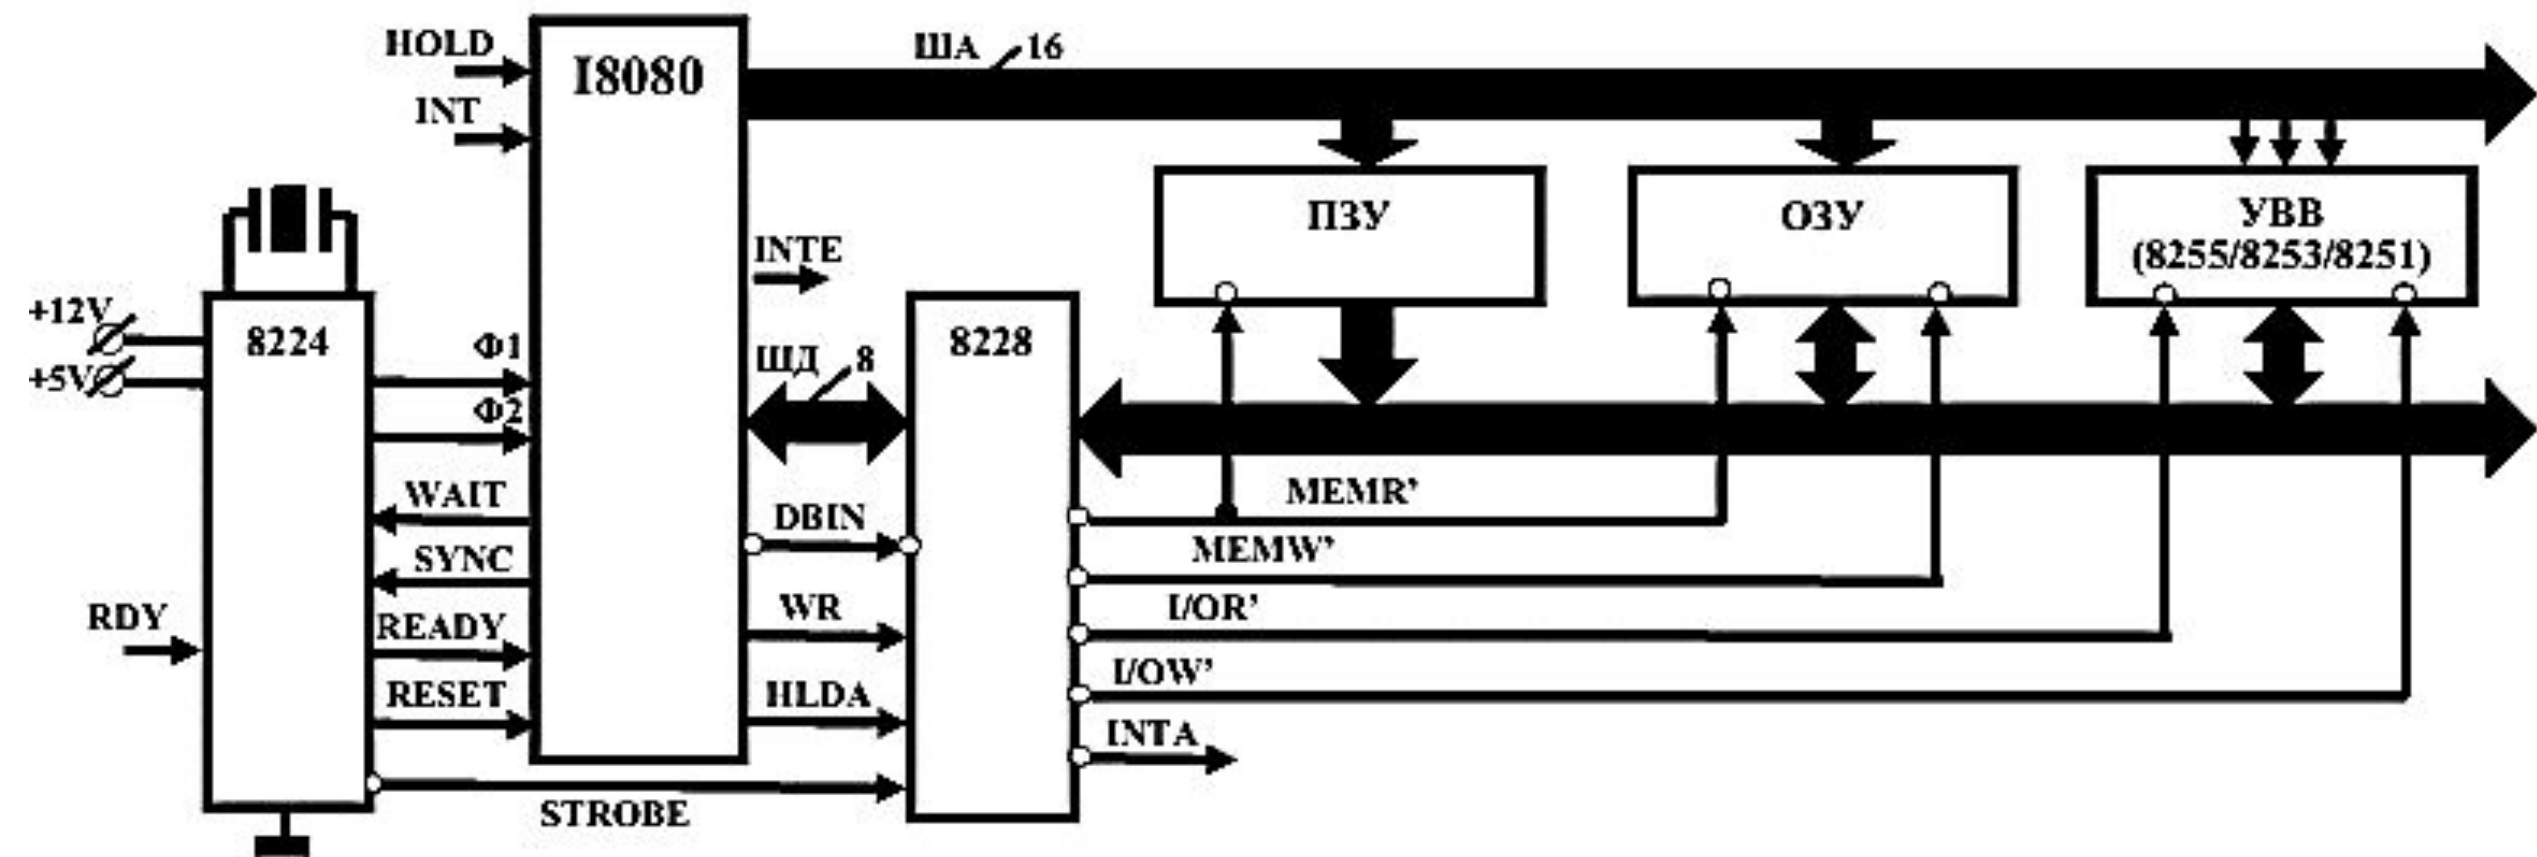 HOLD
INT
I8080
ША 16
ПЗУ
ОЗУ
УВВ
(8255/8253/8251)
INTE
+12V
+5V
8224
Ф1
Ф2
ШД 8
8228
WAIT
SYNC
RDY
READY
RESET
STROBE
DBIN
WR
HLDA
MEMR’
MEMW’
I/OR’
I/OW’
INTA